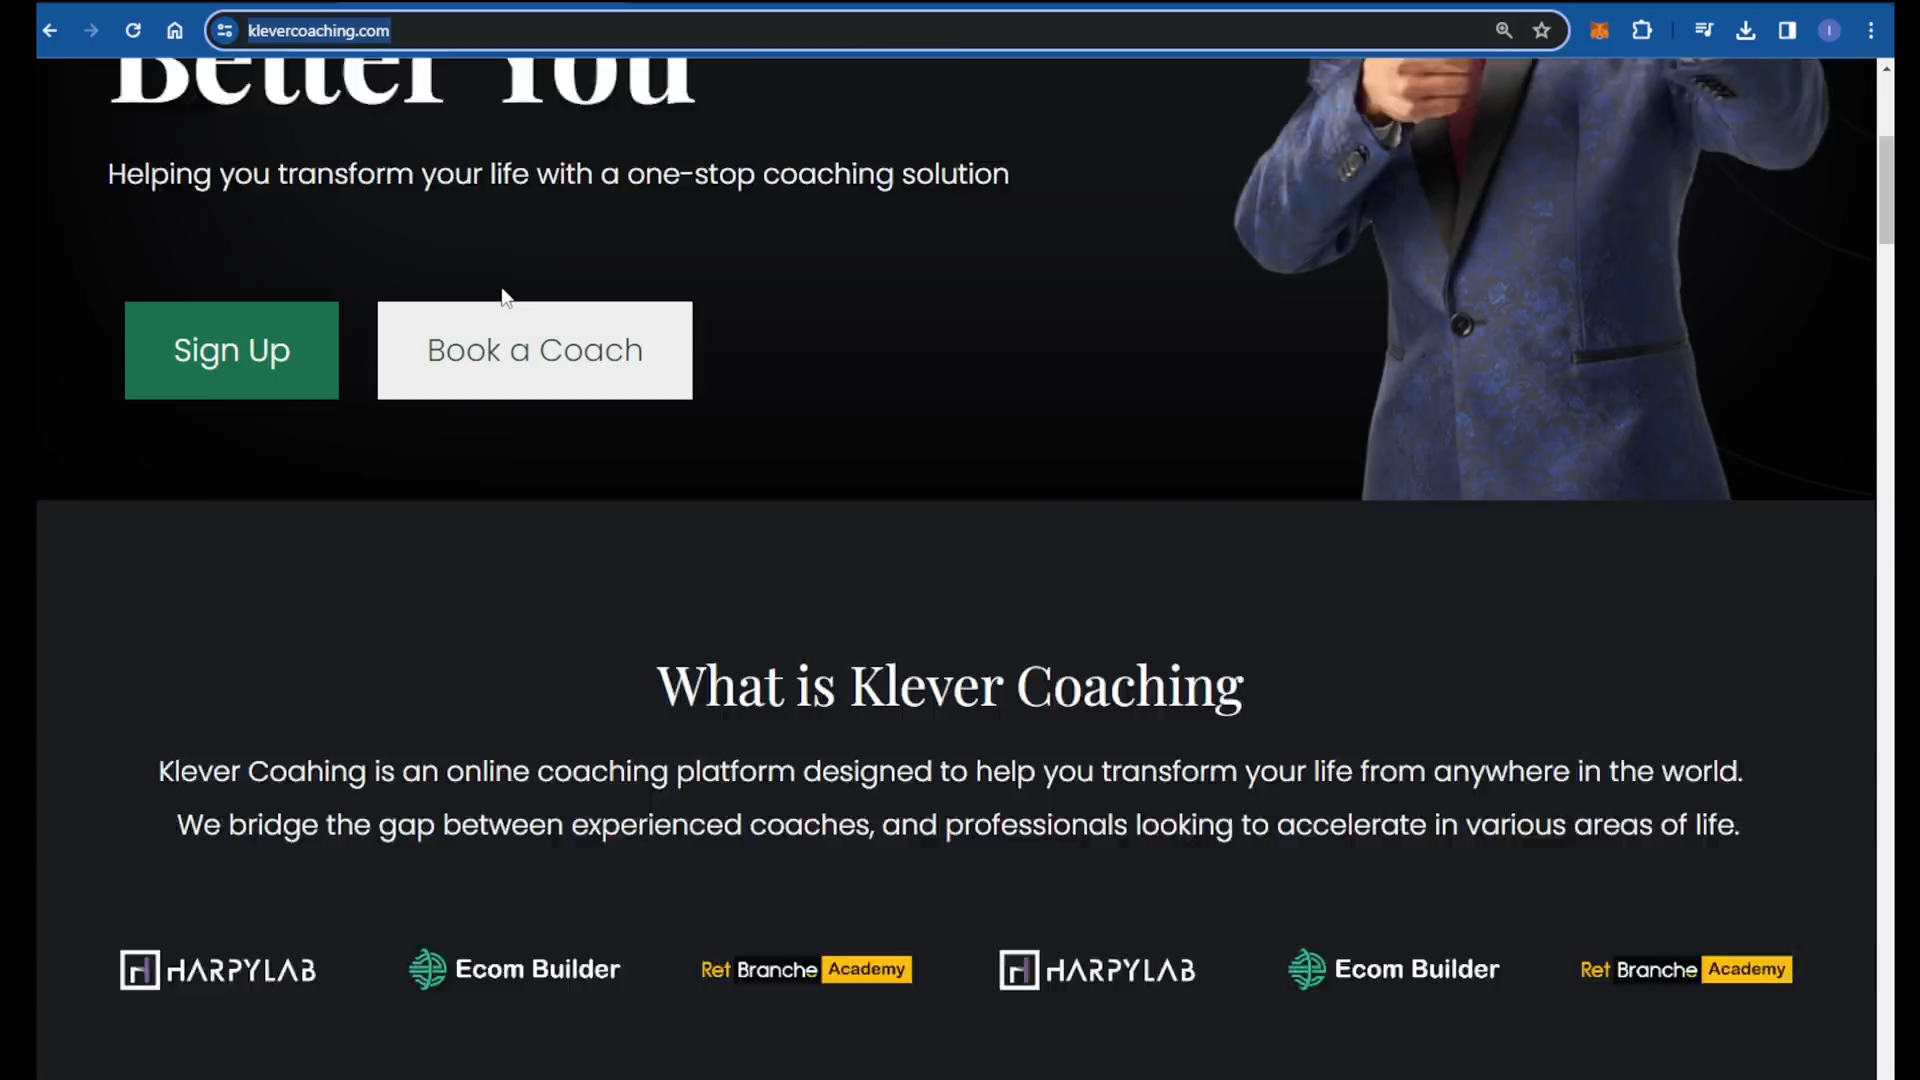 klevercoaching.com
Better You
Helping you transform your life with a one-stop coaching solution
Sign Up
Book a Coach
What is Klever Coaching
Klever Coahing is an online coaching platform designed to help you transform your life from anywhere in the world.
We bridge the gap between experienced coaches, and professionals looking to accelerate in various areas of life.
HARPYLAB Ecom Builder Ret Branche Academy HARPYLAB Ecom Builder Ret Branche Academy